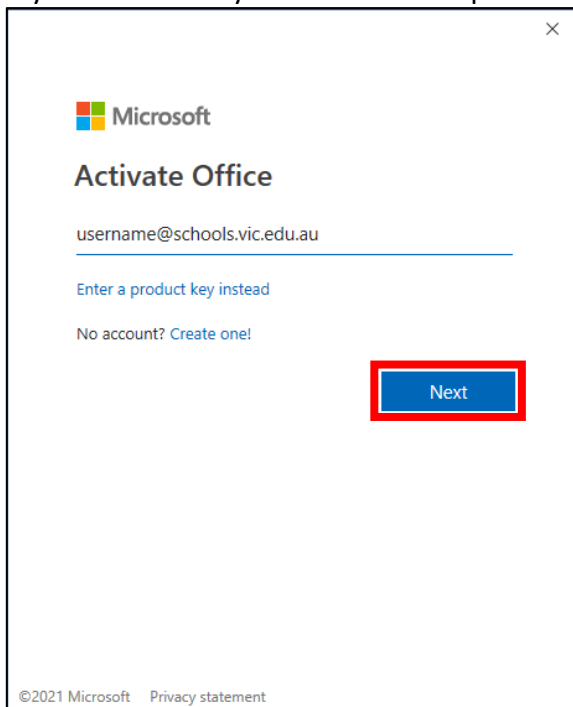 Microsoft
Activate Office
username@schools.vic.edu.au
Enter a product key instead
No account? Create one!
Next
©2021 Microsoft Privacy statement